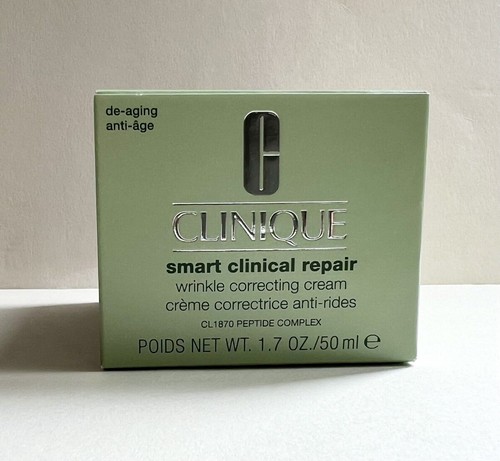 de-aging
anti-âge
C
CLINIQUE
smart clinical repair
wrinkle correcting cream
crème correctrice anti-rides
CL1870 PEPTIDE COMPLEX
POIDS NET WT. 1.7 OZ./50 ml ℮